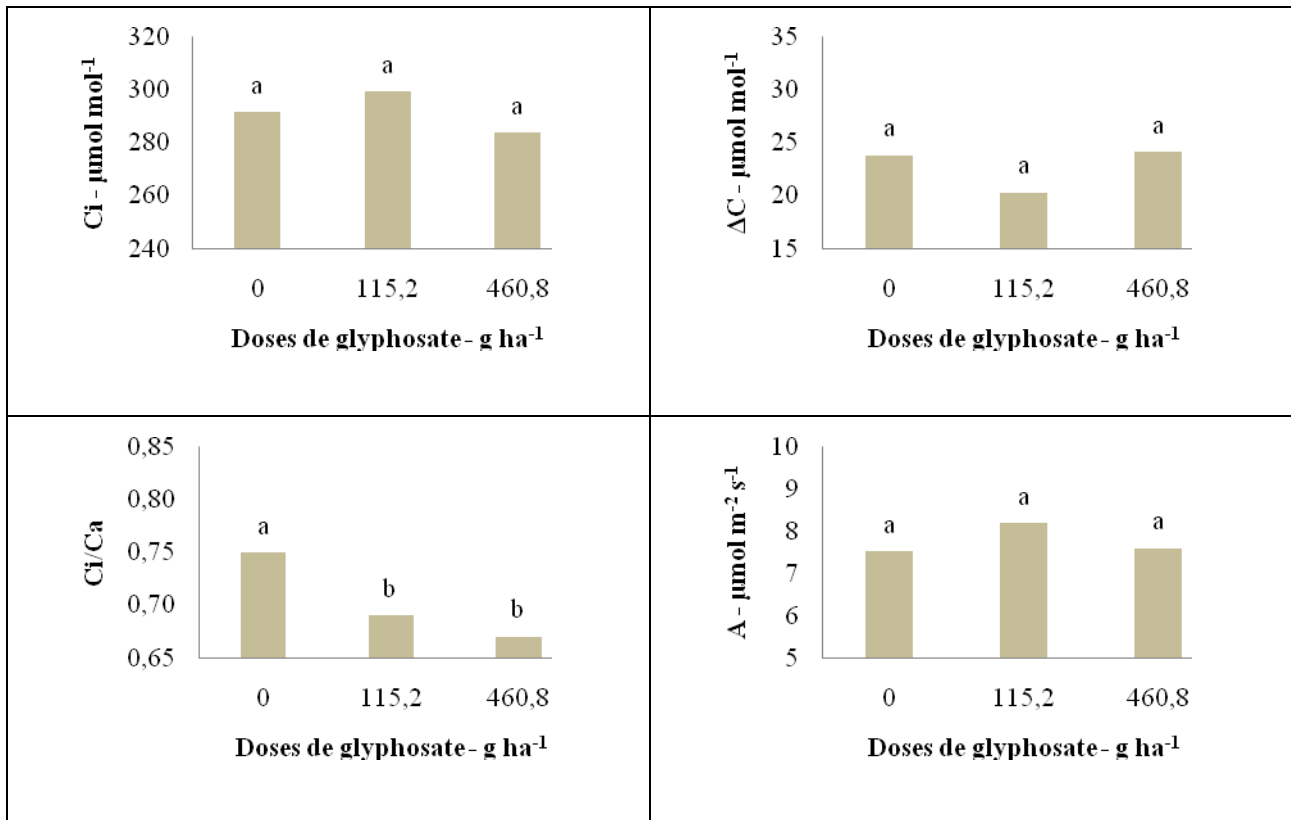 Ci - μmol mol-1
320
300
280
260
240
a
a
a
0
115,2
460,8
Doses de glyphosate - g ha-1
ΔC - μmol mol-1
35
30
25
20
15
a
a
a
0
115,2
460,8
Doses de glyphosate - g ha-1
Ci/Ca
0,85
0,80
0,75
0,70
0,65
a
b
b
0
115,2
460,8
Doses de glyphosate - g ha-1
A - μmol m-2 s-1
10
9
8
7
6
5
a
a
a
0
115,2
460,8
Doses de glyphosate - g ha-1